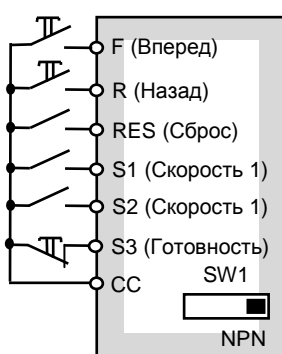 F (Вперед)
R (Назад)
RES (Сброс)
S1 (Скорость 1)
S2 (Скорость 1)
S3 (Готовность)
CC
SW1
NPN